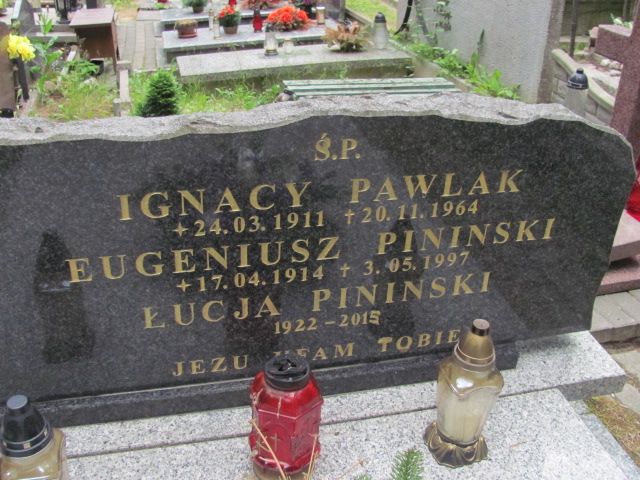 Ś.P.
IGNACY PAWLAK
✦24.03.1911 ✝20.11.1964
EUGENIUSZ PININSKI
✦17.04.1914 ✝ 3.05.1997
ŁUCJA PININSKI
1922-2015
JEZU UFAM TOBIE